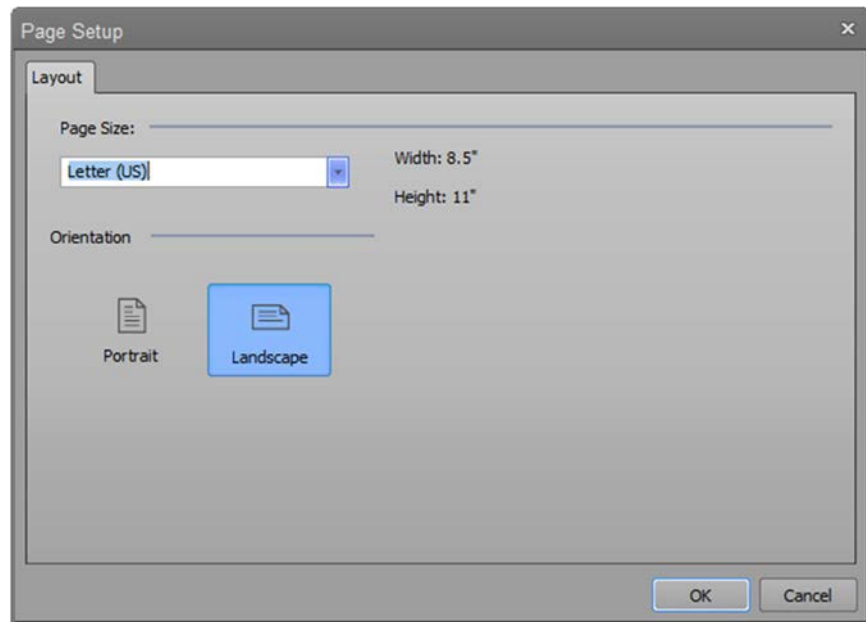 Page Setup
Layout
Page Size:
Letter (US)
Width: 8.5"
Height: 11"
Orientation
Portrait
Landscape
OK
Cancel